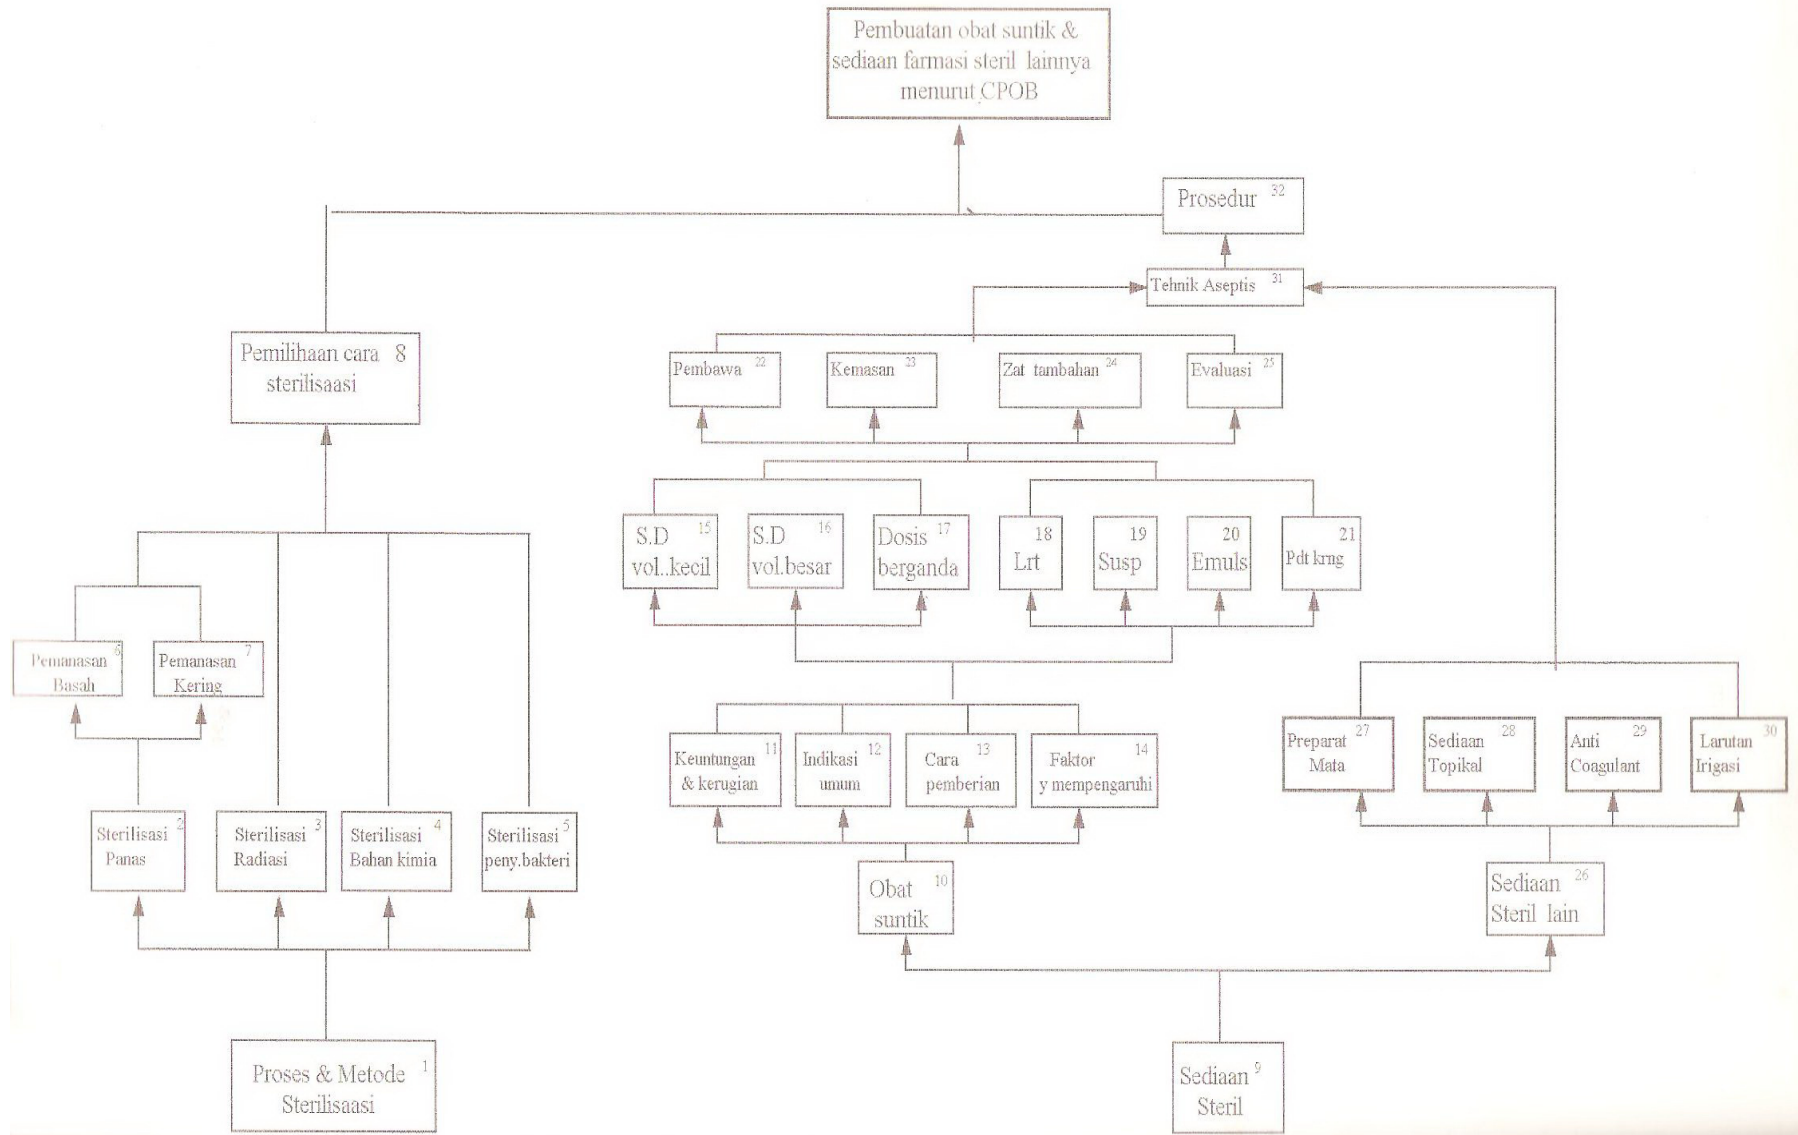 Pembuatan obat suntik &
sediaan farmasi steril lainnya
menurut CPOB
Prosedur 32
Tehnik Aseptis 31
Pemilihaan cara 8
sterilisaasi
Pembawa 22
Kemasan 23
Zat tambahan 24
Evaluasi 25
S.D 15
vol..kecil
S.D 16
vol.besar
Dosis 17
berganda
18
Lrt
19
Susp
20
Emuls
21
Pdt krng
Pemanasan 6
Basah
Pemanasan 7
Kering
Keuntungan 11
& kerugian
Indikasi 12
umum
Cara 13
pemberian
Faktor 14
y mempengaruhi
Preparat 27
Mata
Sediaan 28
Topikal
Anti 29
Coagulant
Larutan 30
Irigasi
Sterilisasi 2
Panas
Sterilisasi 3
Radiasi
Sterilisasi 4
Bahan kimia
Sterilisasi 5
peny.bakteri
Obat 10
suntik
Sediaan 26
Steril lain
Proses & Metode 1
Sterilisaasi
Sediaan 9
Steril